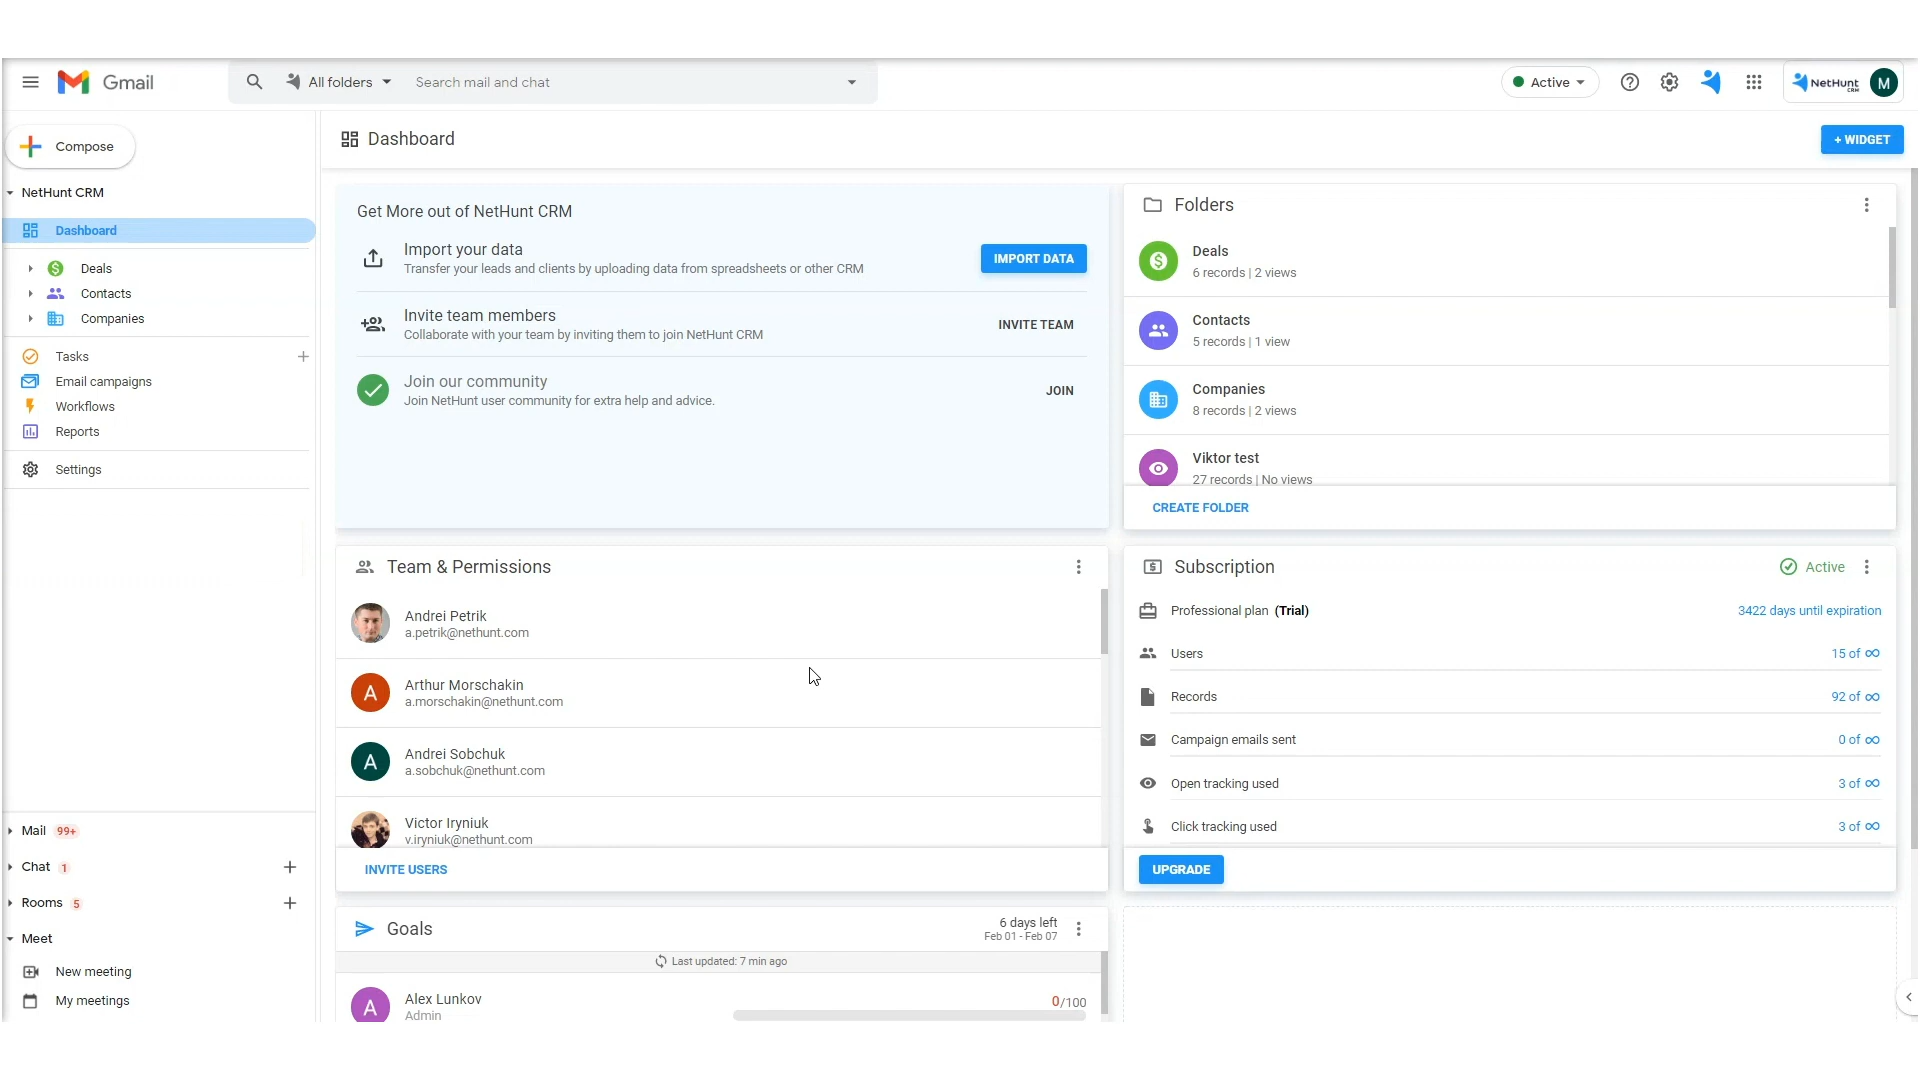 Gmail
All folders
Search mail and chat
Active
NetHunt
CRM
M
Compose
NetHunt CRM
Dashboard
Deals
Contacts
Companies
Tasks
Email campaigns
Workflows
Reports
Settings
Mail 99+
Chat 1
Rooms 5
Meet
New meeting
My meetings
Dashboard
+ WIDGET
Get More out of NetHunt CRM
Import your data
Transfer your leads and clients by uploading data from spreadsheets or other CRM
IMPORT DATA
Invite team members
Collaborate with your team by inviting them to join NetHunt CRM
INVITE TEAM
Join our community
Join NetHunt user community for extra help and advice.
JOIN
Folders
Deals
6 records | 2 views
Contacts
5 records | 1 view
Companies
8 records | 2 views
Viktor test
27 records | No views
CREATE FOLDER
Team & Permissions
Andrei Petrik
a.petrik@nethunt.com
A
Arthur Morschakin
a.morschakin@nethunt.com
A
Andrei Sobchuk
a.sobchuk@nethunt.com
Victor Iryniuk
v.iryniuk@nethunt.com
INVITE USERS
Subscription
Active
Professional plan (Trial)
3422 days until expiration
Users
15 of ∞
Records
92 of ∞
Campaign emails sent
0 of ∞
Open tracking used
3 of ∞
Click tracking used
3 of ∞
UPGRADE
Goals
6 days left
Feb 01 - Feb 07
Last updated: 7 min ago
A
Alex Lunkov
Admin
0/100